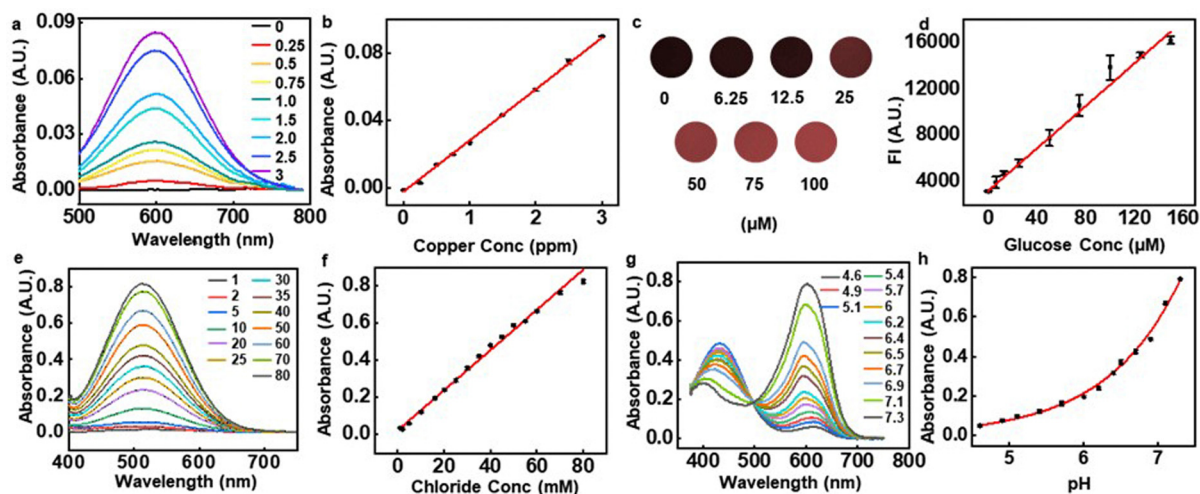 a
0.09
0.06
0.03
0.00
Absorbance (A.U.)
500 600 700 800
Wavelength (nm)
0
0.25
0.5
0.75
1.0
1.5
2.0
2.5
3
b
0.08
0.04
0.00
Absorbance (A.U.)
0 1 2 3
Copper Conc (ppm)
c
0 6.25 12.5 25
50 75 100
(μM)
d
16000
12000
8000
4000
FI (A.U.)
0 40 80 120 160
Glucose Conc (μM)
e
0.8
0.6
0.4
0.2
0.0
Absorbance (A.U.)
400 500 600 700
Wavelength (nm)
1 30
2 35
5 40
10 50
20 60
25 70
80
f
0.8
0.6
0.4
0.2
0.0
Absorbance (A.U.)
0 20 40 60 80
Chloride Conc (mM)
g
0.8
0.6
0.4
0.2
0.0
Absorbance (A.U.)
400 500 600 700 800
Wavelength (nm)
4.6 5.4
4.9 5.7
5.1 6
6.2
6.4
6.5
6.7
6.9
7.1
7.3
h
0.8
0.6
0.4
0.2
0.0
Absorbance (A.U.)
5 6 7
pH